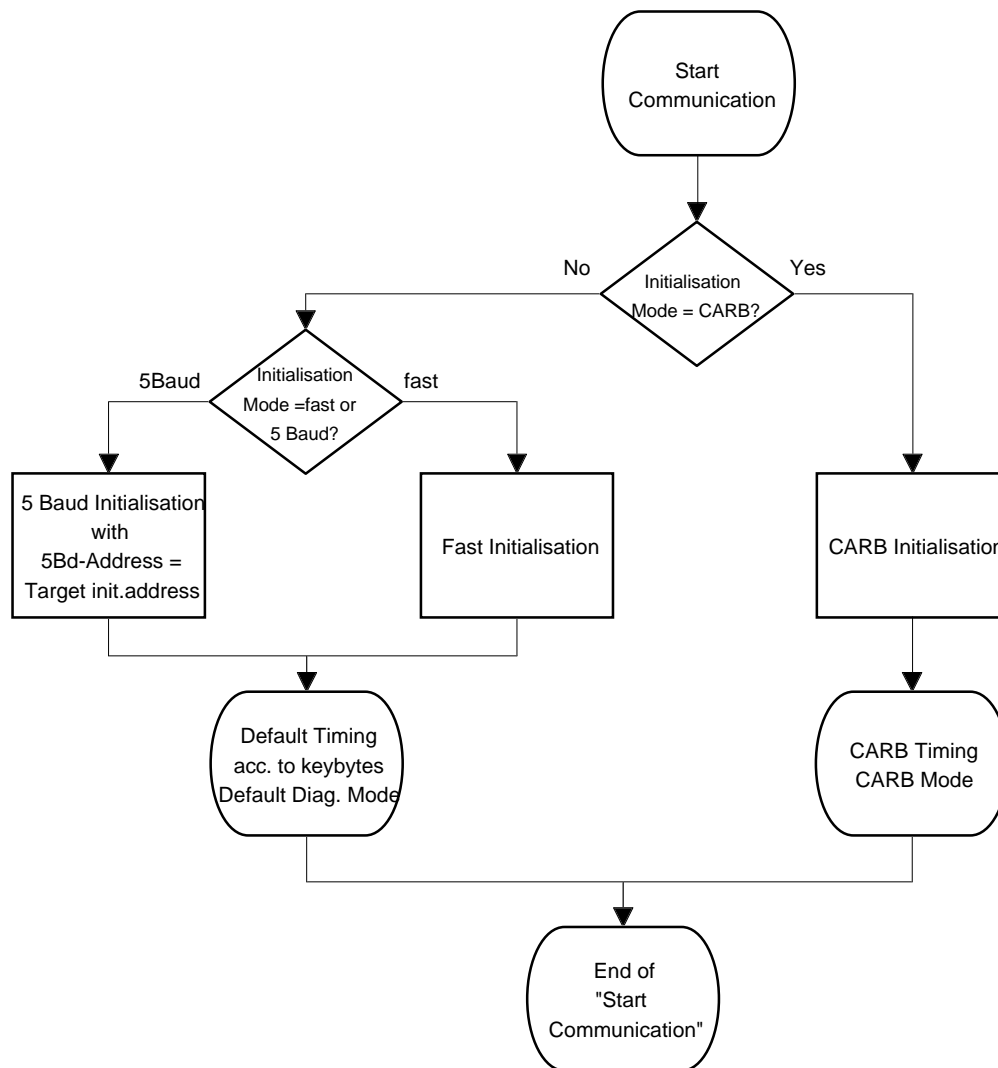 Start
Communication
No
Initialisation
Mode = CARB?
Yes
5Baud
Initialisation
Mode =fast or
5 Baud?
fast
5 Baud Initialisation
with
5Bd-Address =
Target init.address
Fast Initialisation
CARB Initialisation
Default Timing
acc. to keybytes
Default Diag. Mode
CARB Timing
CARB Mode
End of
"Start
Communication"